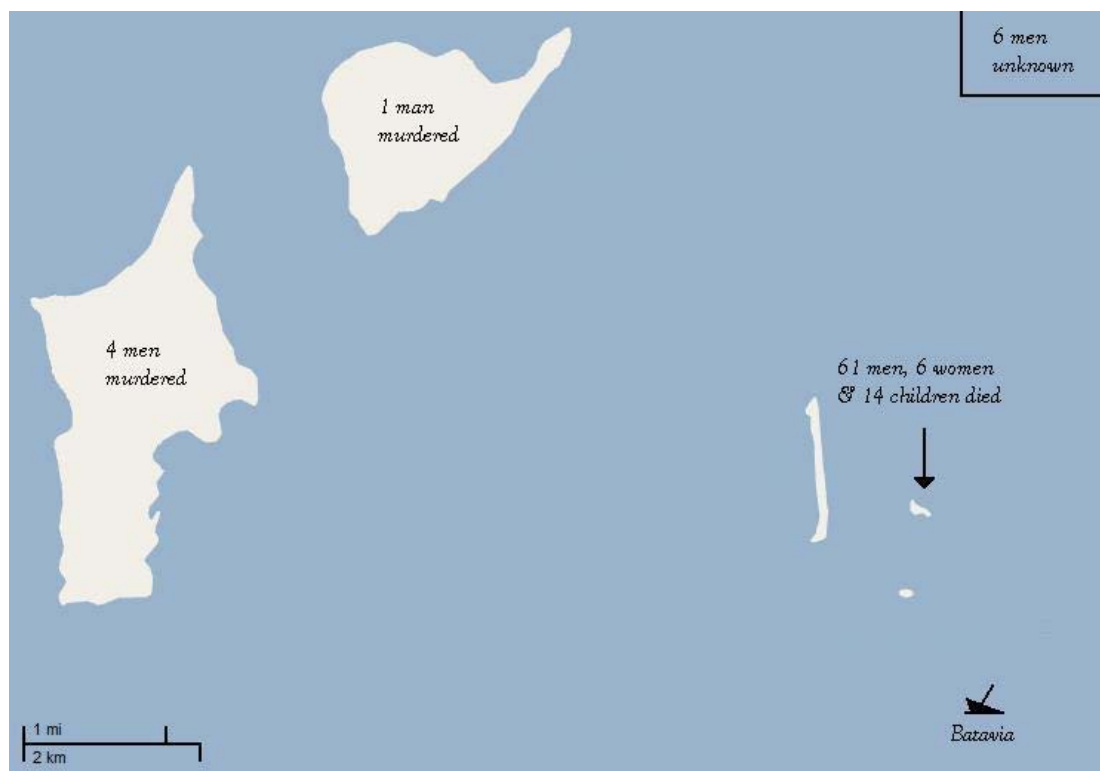 6 men
unknown
1 man
murdered
4 men
murdered
61 men, 6 women
& 14 children died
Batavia
1 mi
2 km